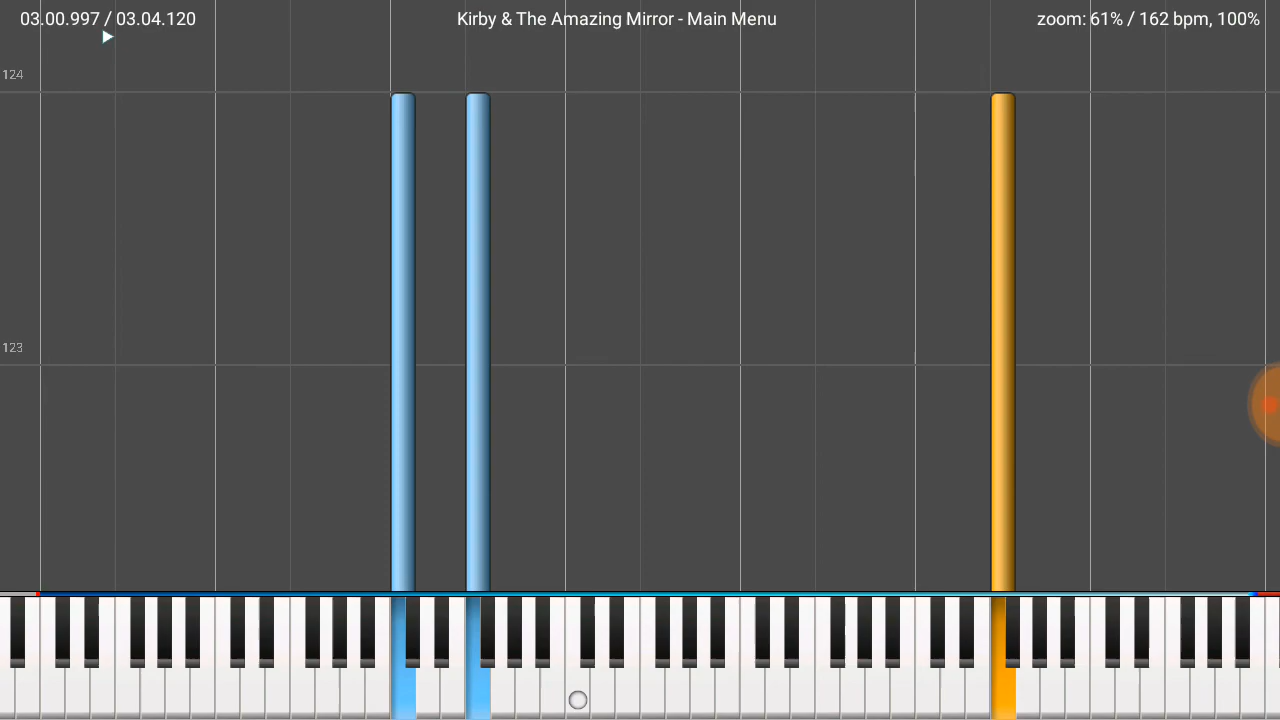 03.00.997 / 03.04.120
Kirby & The Amazing Mirror - Main Menu
zoom: 61% / 162 bpm, 100%
124
123